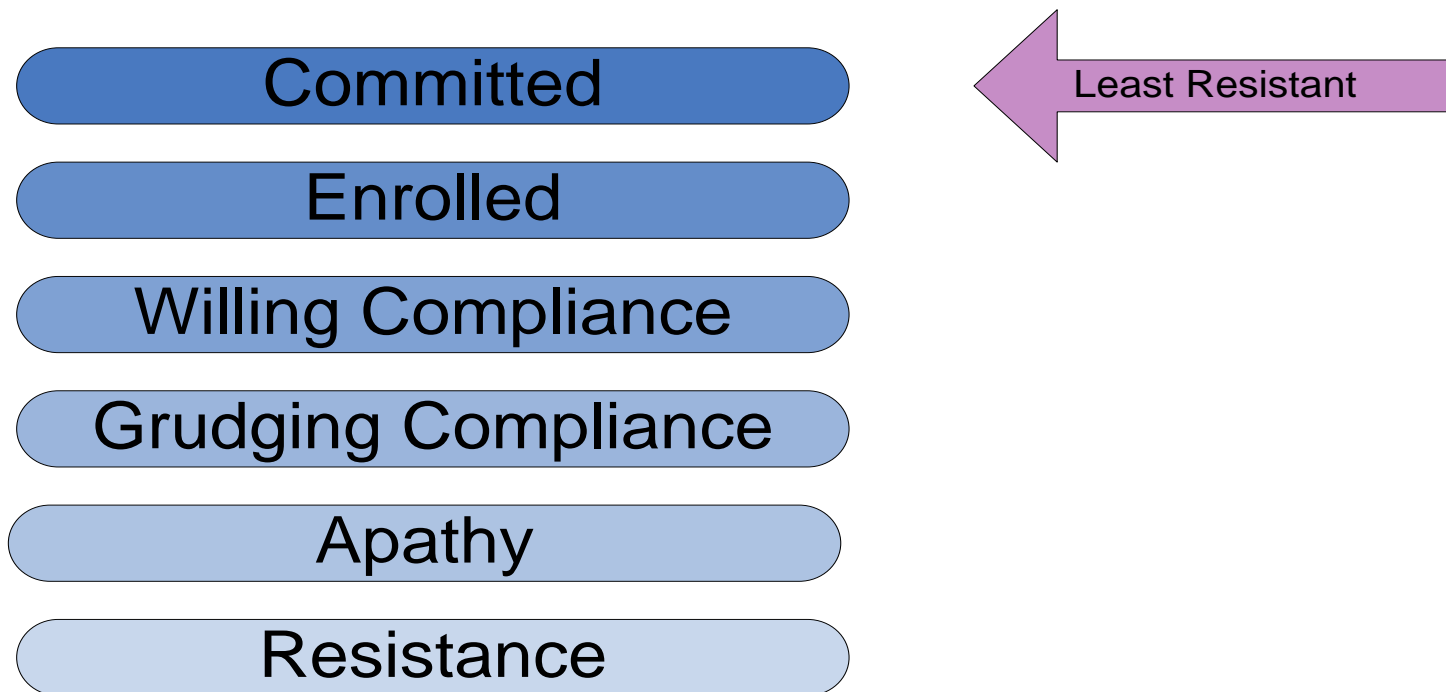 Committed
Least Resistant
Enrolled
Willing Compliance
Grudging Compliance
Apathy
Resistance